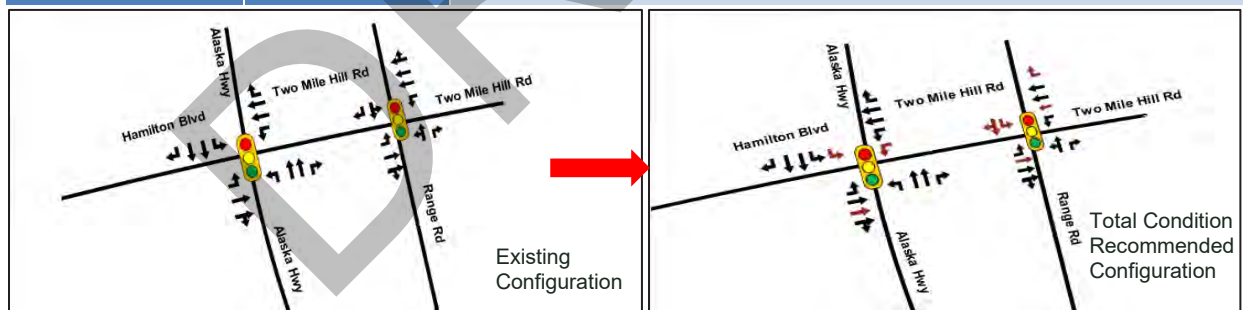 Alaska Hwy
Two Mile Hill Rd
Two Mile Hill Rd
Hamilton Blvd
Range Rd
Alaska Hwy
Existing
Configuration
Alaska Hwy
Two Mile Hill Rd
Two Mile Hill Rd
Hamilton Blvd
Range Rd
Alaska Hwy
Total Condition
Recommended
Configuration